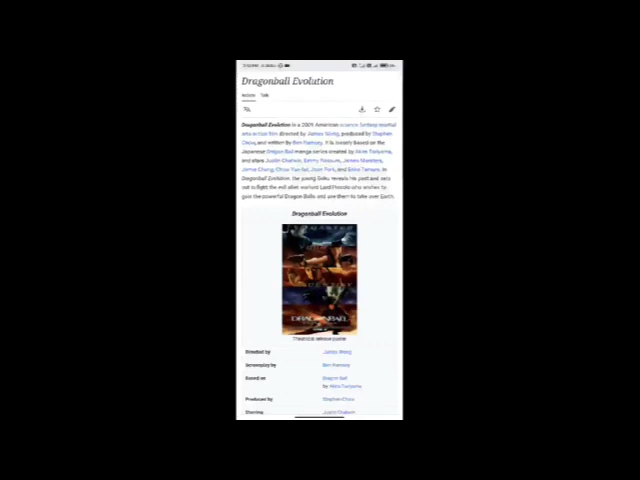 Dragonball Evolution
Article Talk
Dragonball Evolution is a 2009 American science fantasy martial
arts action film directed by James Wong, produced by Stephen
Chow, and written by Ben Ramsey. It is loosely based on the
Japanese Dragon Ball manga series created by Akira Toriyama,
and stars Justin Chatwin, Emmy Rossum, James Marsters,
Jamie Chung, Chow Yun-fat, Joon Park, and Eriko Tamura. In
Dragonball Evolution, the young Goku reveals his past and sets
out to fight the evil alien warlord Lord Piccolo who wishes to
gain the powerful Dragon Balls and use them to take over Earth.
Dragonball Evolution
DRAGONBALL
Theatrical release poster
Directed by James Wong
Screenplay by Ben Ramsey
Based on Dragon Ball
by Akira Toriyama
Produced by Stephen Chow
Starring Justin Chatwin